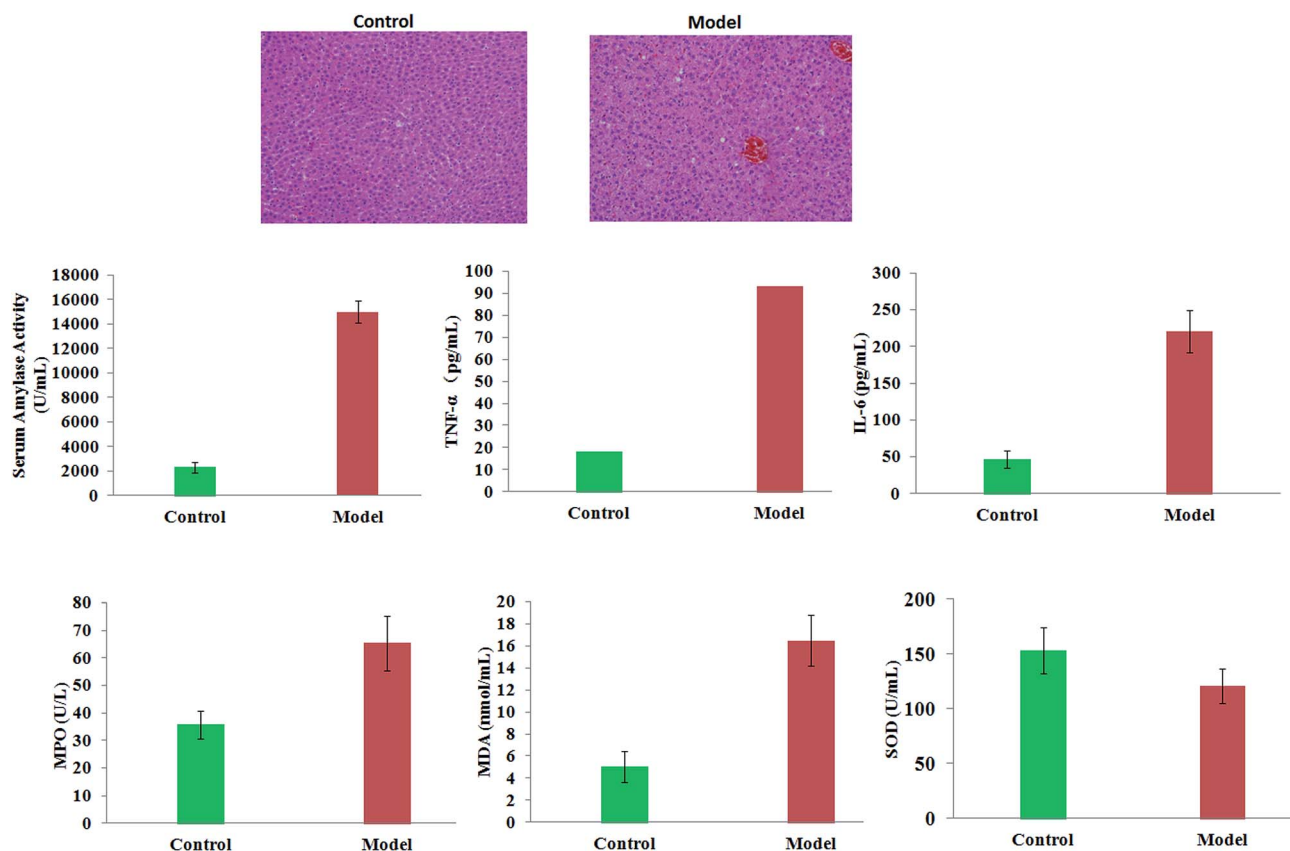 Control
Model
Serum Amylase Activity
(U/mL)
18000
16000
14000
12000
10000
8000
6000
4000
2000
0
Control
Model
TNF-α（pg/mL)
100
90
80
70
60
50
40
30
20
10
0
Control
Model
IL-6 (pg/mL)
300
250
200
150
100
50
0
Control
Model
MPO (U/L)
80
70
60
50
40
30
20
10
0
Control
Model
MDA (nmol/mL)
20
18
16
14
12
10
8
6
4
2
0
Control
Model
SOD (U/mL)
200
150
100
50
0
Control
Model